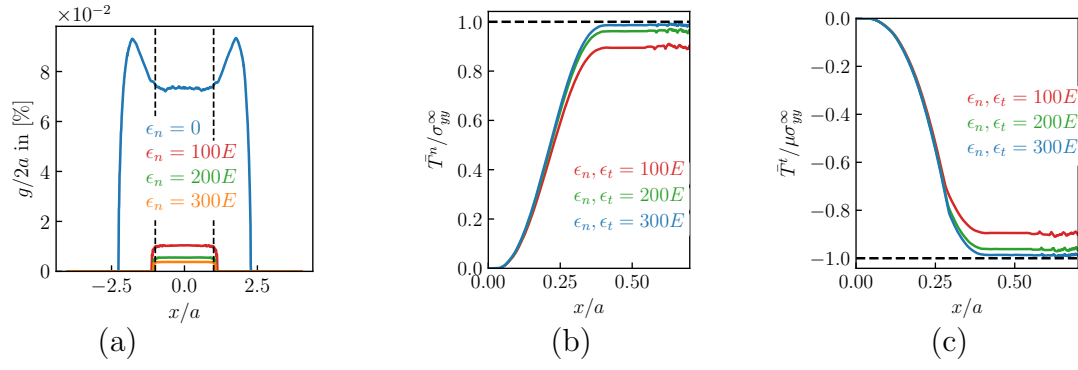 ×10⁻²
8
6
4
2
0
g/2a in [%]
ϵₙ = 0
ϵₙ = 100E
ϵₙ = 200E
ϵₙ = 300E
−2.5 0.0 2.5
x/a
(a)
1.0
0.8
0.6
0.4
0.2
0.0
T̄ⁿ/σ^∞_yy
ϵₙ, ϵₜ = 100E
ϵₙ, ϵₜ = 200E
ϵₙ, ϵₜ = 300E
0.00 0.25 0.50
x/a
(b)
0.0
−0.2
−0.4
−0.6
−0.8
−1.0
T̄ᵗ/μσ^∞_yy
ϵₙ, ϵₜ = 100E
ϵₙ, ϵₜ = 200E
ϵₙ, ϵₜ = 300E
0.00 0.25 0.50
x/a
(c)